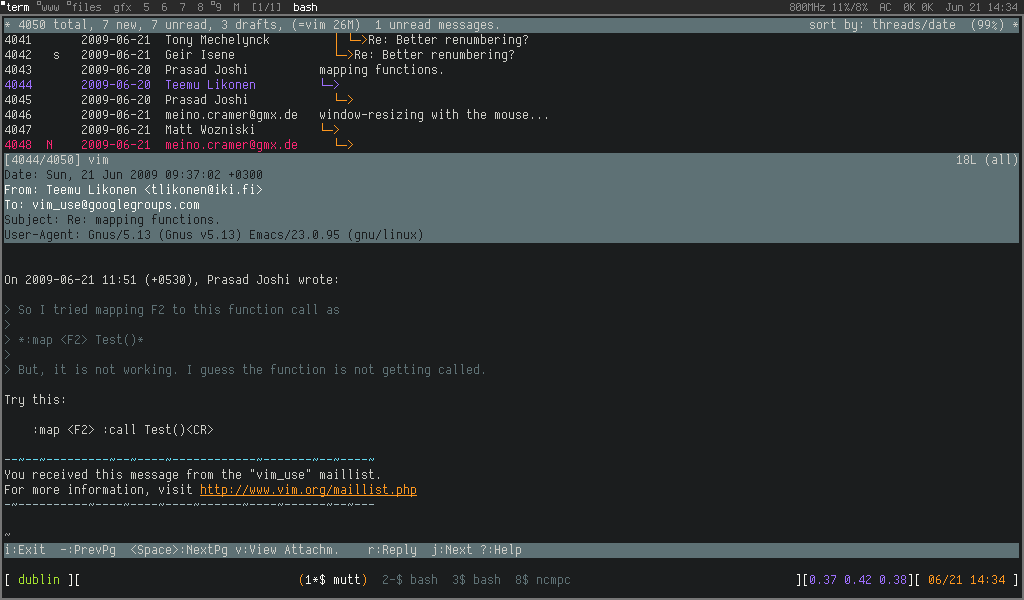 term www files gfx 5 6 7 8 9 M [1/1] bash 800MHz 11%/8% AC 0K 0K Jun 21 14:34
* 4050 total, 7 new, 7 unread, 3 drafts, (=vim 26M) 1 unread messages. sort by: threads/date (99%) *
4041 2009-06-21 Tony Mechelynck │ └─>Re: Better renumbering?
4042 s 2009-06-21 Geir Isene └─>Re: Better renumbering?
4043 2009-06-20 Prasad Joshi mapping functions.
4044 2009-06-20 Teemu Likonen └─>
4045 2009-06-20 Prasad Joshi └─>
4046 2009-06-21 meino.cramer@gmx.de window-resizing with the mouse...
4047 2009-06-21 Matt Wozniski └─>
4048 N 2009-06-21 meino.cramer@gmx.de └─>
[4044/4050] vim 18L (all)
Date: Sun, 21 Jun 2009 09:37:02 +0300
From: Teemu Likonen <tlikonen@iki.fi>
To: vim_use@googlegroups.com
Subject: Re: mapping functions.
User-Agent: Gnus/5.13 (Gnus v5.13) Emacs/23.0.95 (gnu/linux)
On 2009-06-21 11:51 (+0530), Prasad Joshi wrote:
> So I tried mapping F2 to this function call as
>
> *:map <F2> Test()*
>
> But, it is not working. I guess the function is not getting called.
Try this:
:map <F2> :call Test()<CR>
--~--~---------~--~----~------------~-------~--~----~
You received this message from the "vim_use" maillist.
For more information, visit http://www.vim.org/maillist.php
-~----------~----~----~----~------~----~------~--~---
~
i:Exit -:PrevPg <Space>:NextPg v:View Attachm. r:Reply j:Next ?:Help
[ dublin ][ (1*$ mutt) 2-$ bash 3$ bash 8$ ncmpc ][0.37 0.42 0.38][ 06/21 14:34 ]